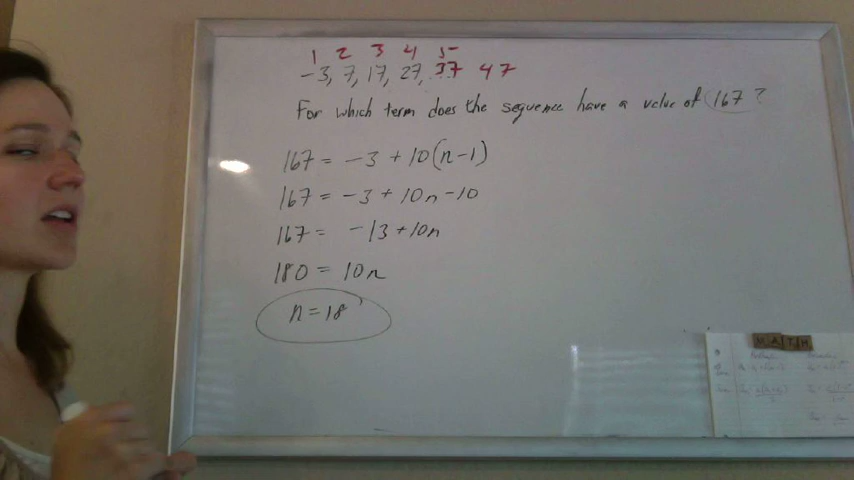 1 2 3 4 5
-3, 7, 17, 27, 37 47
For which term does the sequence have a value of 167?
167 = -3 + 10(n-1)
167 = -3 + 10n - 10
167 = -13 + 10n
180 = 10n
n = 18
MATH